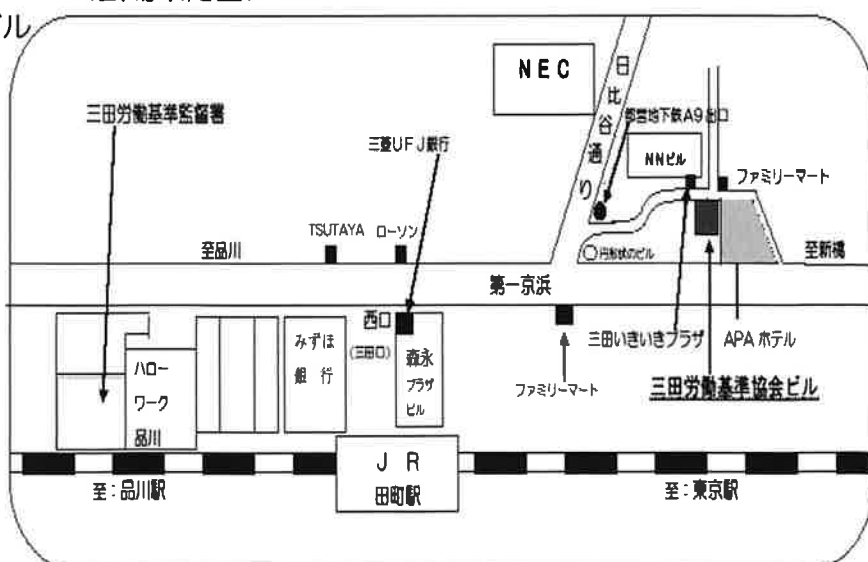 ビル
NEC
日比谷通り
三田労働基準監督署
都営地下鉄A9出口
三菱UFJ銀行
NNビル
ファミリーマート
TSUTAYA ローソン
至品川
円形状のビル
至新橋
第一京浜
西口
(三田口)
みずほ
銀行
森永
プラザ
ビル
ハロー
ワーク
品川
三田いきいきプラザ
APAホテル
ファミリーマート
三田労働基準協会ビル
JR
田町駅
至:品川駅
至:東京駅